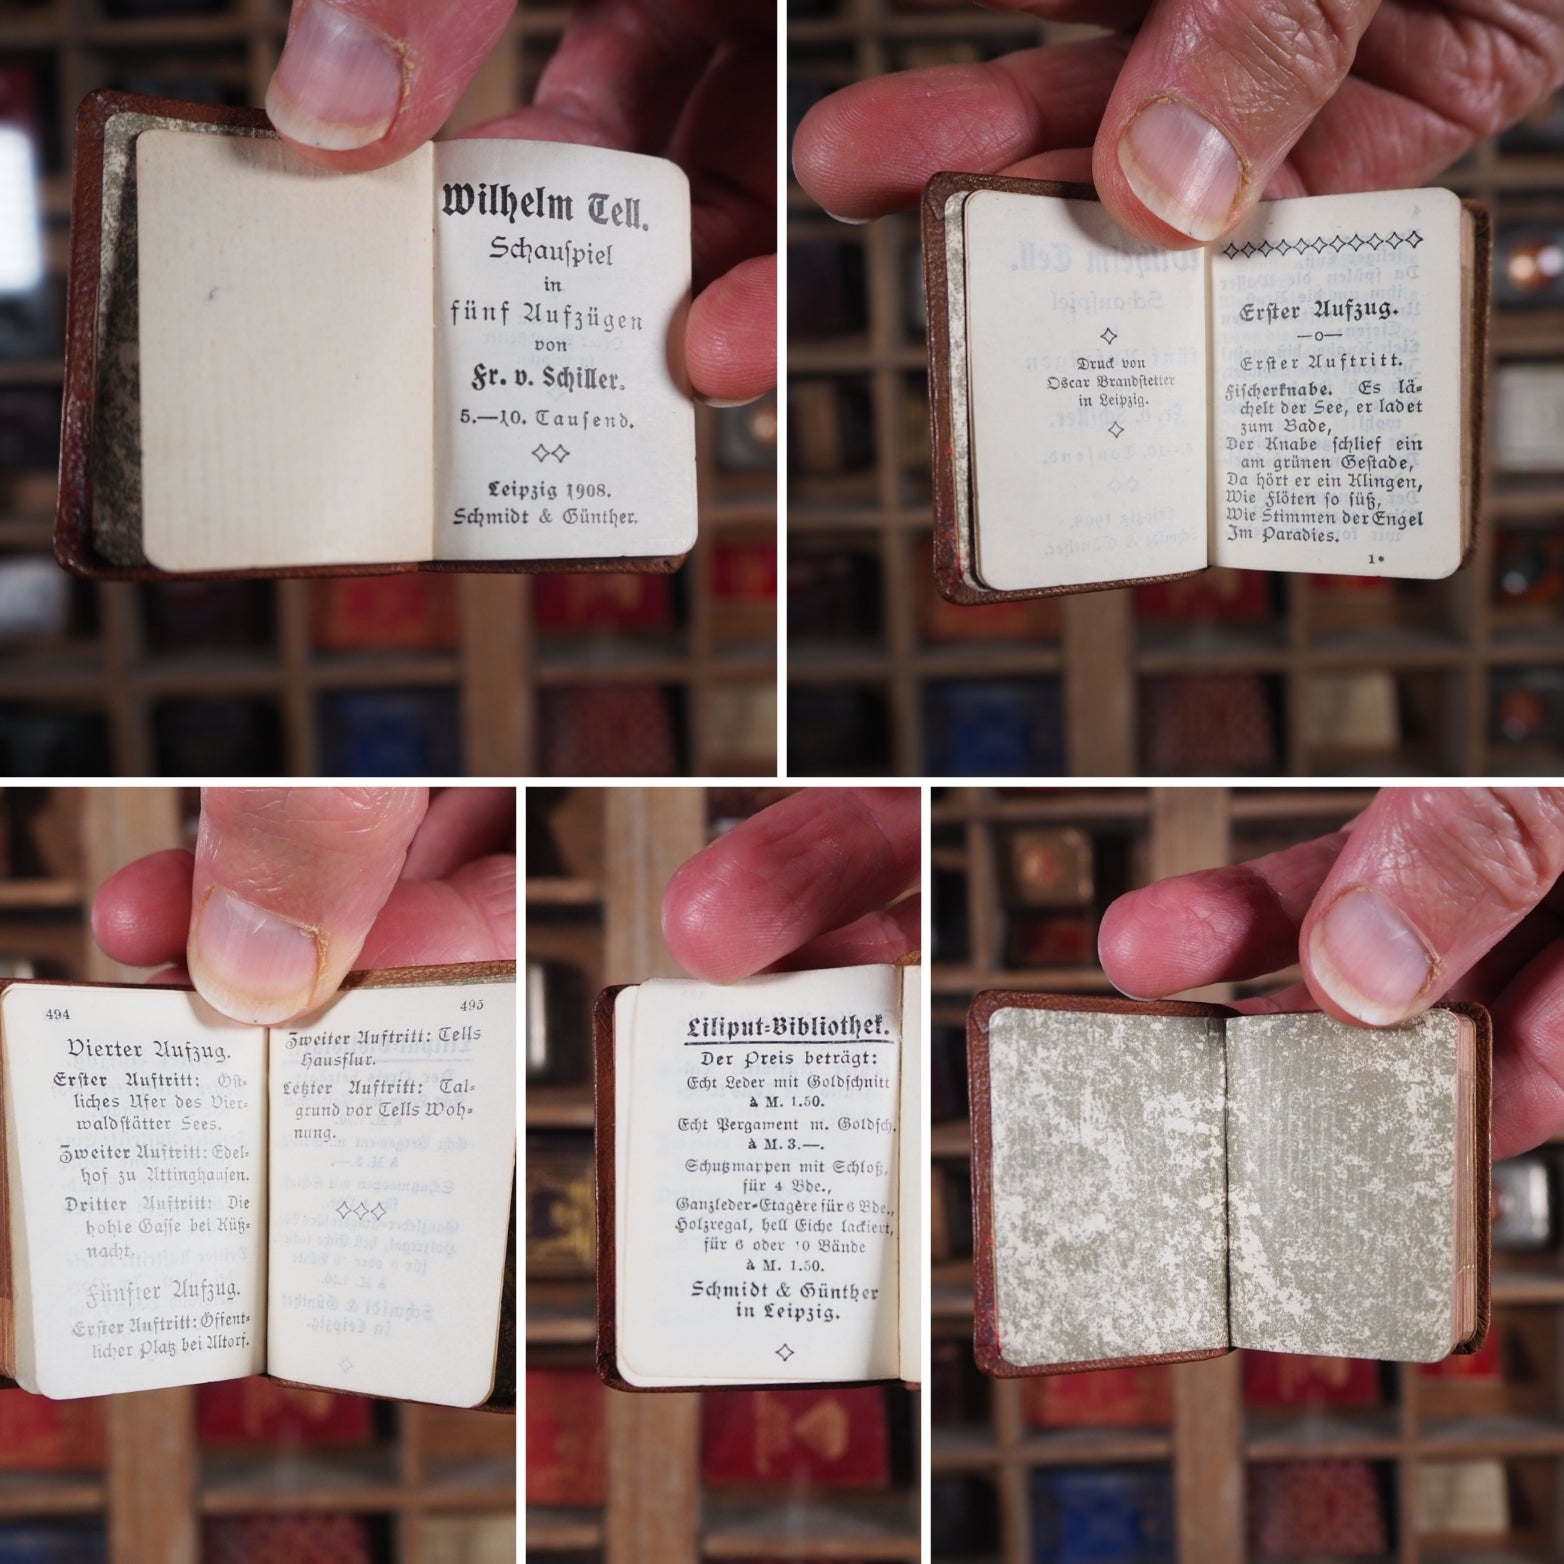 Wilhelm Tell.
Schauspiel
in
fünf Aufzügen
von
Fr. v. Schiller.
5.—10. Tausend.
Leipzig 1908.
Schmidt & Günther.
Druck von
Oscar Brandstetter
in Leipzig.
Erster Aufzug.
—o—
Erster Auftritt.
Fischerknabe. Es lä-
chelt der See, er ladet
zum Bade,
Der Knabe schlief ein
am grünen Gestade,
Da hört er ein Klingen,
Wie Flöten so süß,
Wie Stimmen der Engel
Im Paradies.
1*
494
Vierter Aufzug.
Erster Auftritt: Öst-
liches Ufer des Vier-
waldstätter Sees.
Zweiter Auftritt: Edel-
hof zu Attinghausen.
Dritter Auftritt: Die
hohle Gasse bei Küß-
nacht.
Fünfter Aufzug.
Erster Auftritt: Öffent-
licher Platz bei Altorf.
495
Zweiter Auftritt: Tells
Hausflur.
Letzter Auftritt: Tal-
grund vor Tells Woh-
nung.
Liliput-Bibliothek.
Der Preis beträgt:
Echt Leder mit Goldschnitt
à M. 1.50.
Echt Pergament m. Goldsch.
à M. 3.—.
Schutzmappen mit Schloß,
für 4 Bde.,
Ganzleder-Etagère für 6 Bde.,
Holzregal, hell Eiche lackiert,
für 6 oder 10 Bände
à M. 1.50.
Schmidt & Günther
in Leipzig.